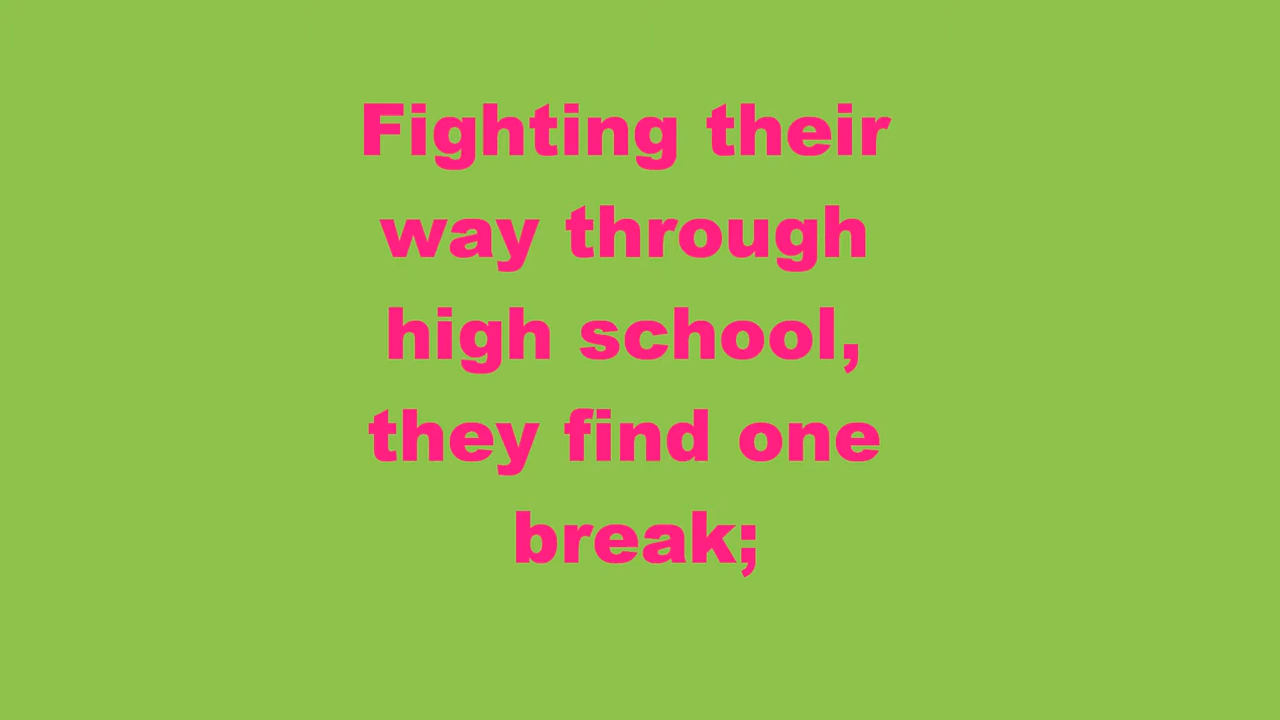 Fighting their
way through
high school,
they find one
break;